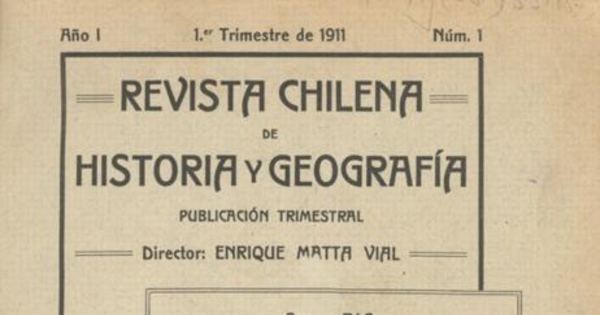 Año I 1.er Trimestre de 1911 Núm. 1
REVISTA CHILENA
DE
HISTORIA Y GEOGRAFÍA
PUBLICACIÓN TRIMESTRAL
Director: ENRIQUE MATTA VIAL